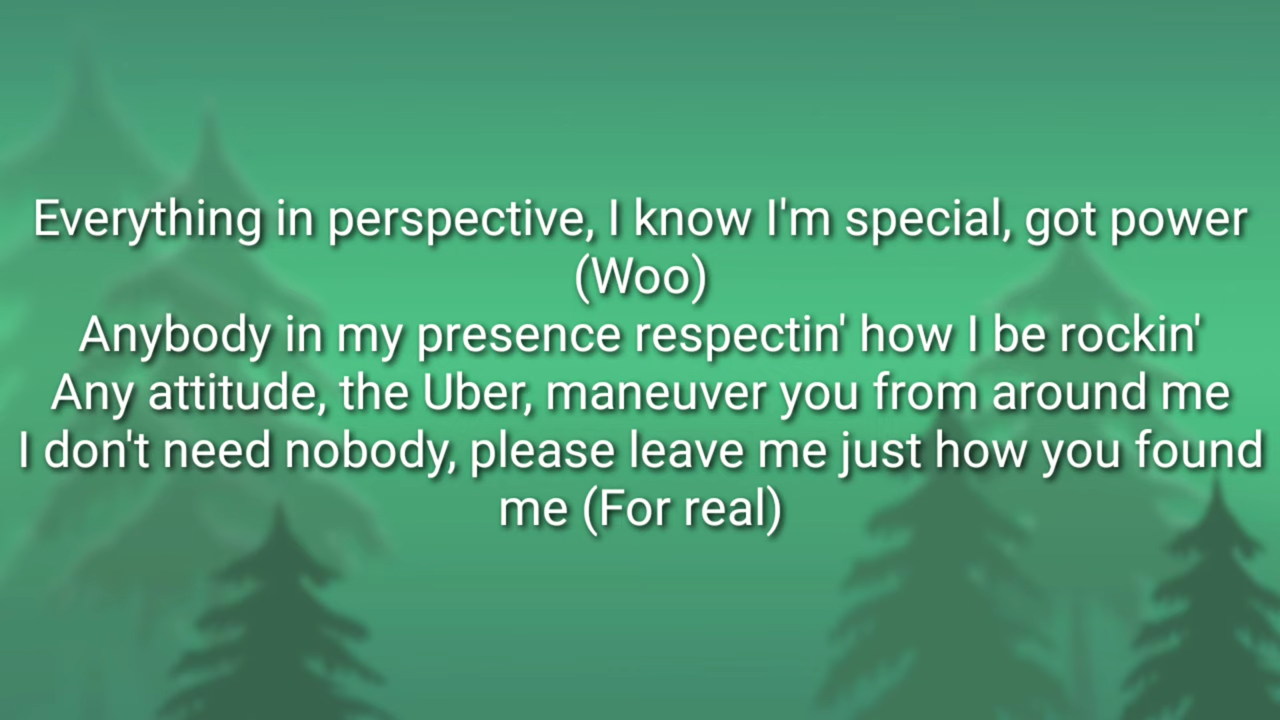 Everything in perspective, I know I'm special, got power
(Woo)
Anybody in my presence respectin' how I be rockin'
Any attitude, the Uber, maneuver you from around me
I don't need nobody, please leave me just how you found
me (For real)